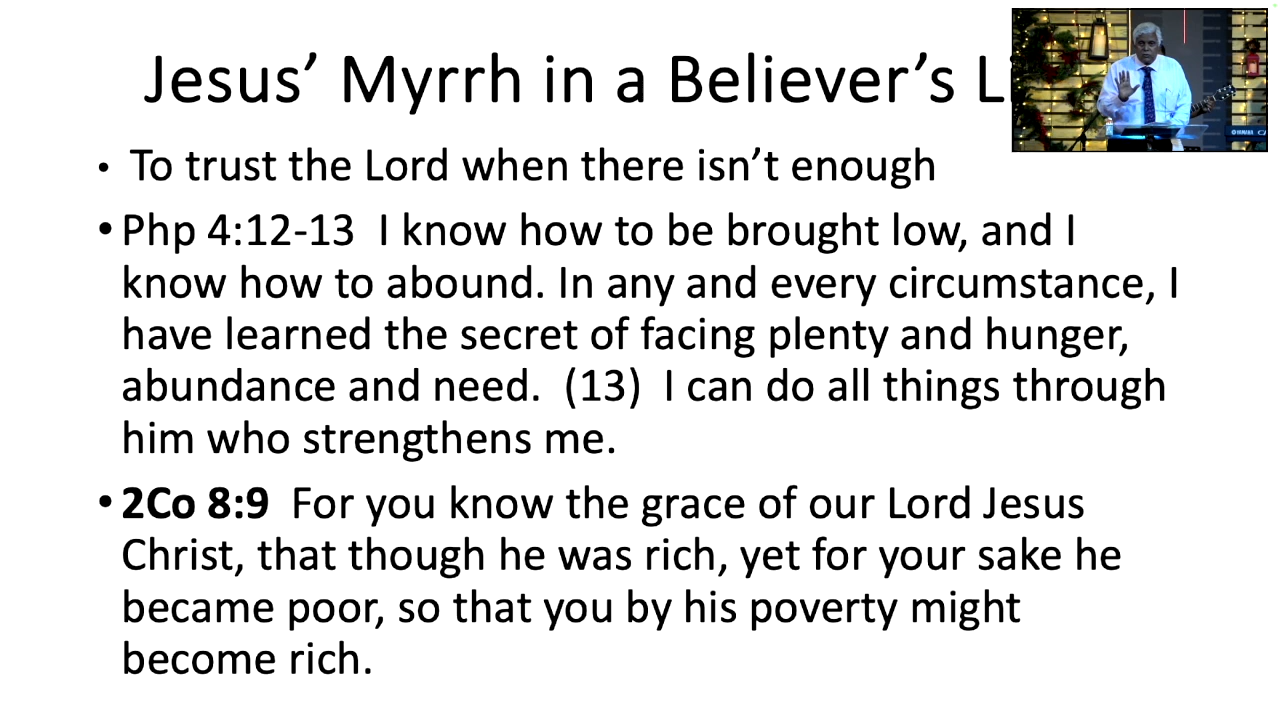 Jesus’ Myrrh in a Believer’s
• To trust the Lord when there isn’t enough
• Php 4:12-13 I know how to be brought low, and I
know how to abound. In any and every circumstance, I
have learned the secret of facing plenty and hunger,
abundance and need. (13) I can do all things through
him who strengthens me.
• 2Co 8:9 For you know the grace of our Lord Jesus
Christ, that though he was rich, yet for your sake he
became poor, so that you by his poverty might
become rich.
YAMAHA